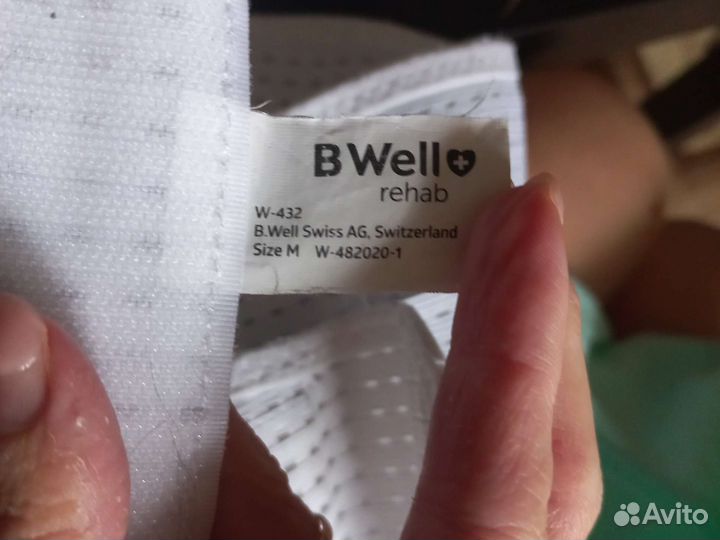 B Well
rehab
W-432
B.Well Swiss AG, Switzerland
Size M W-482020-1
Avito